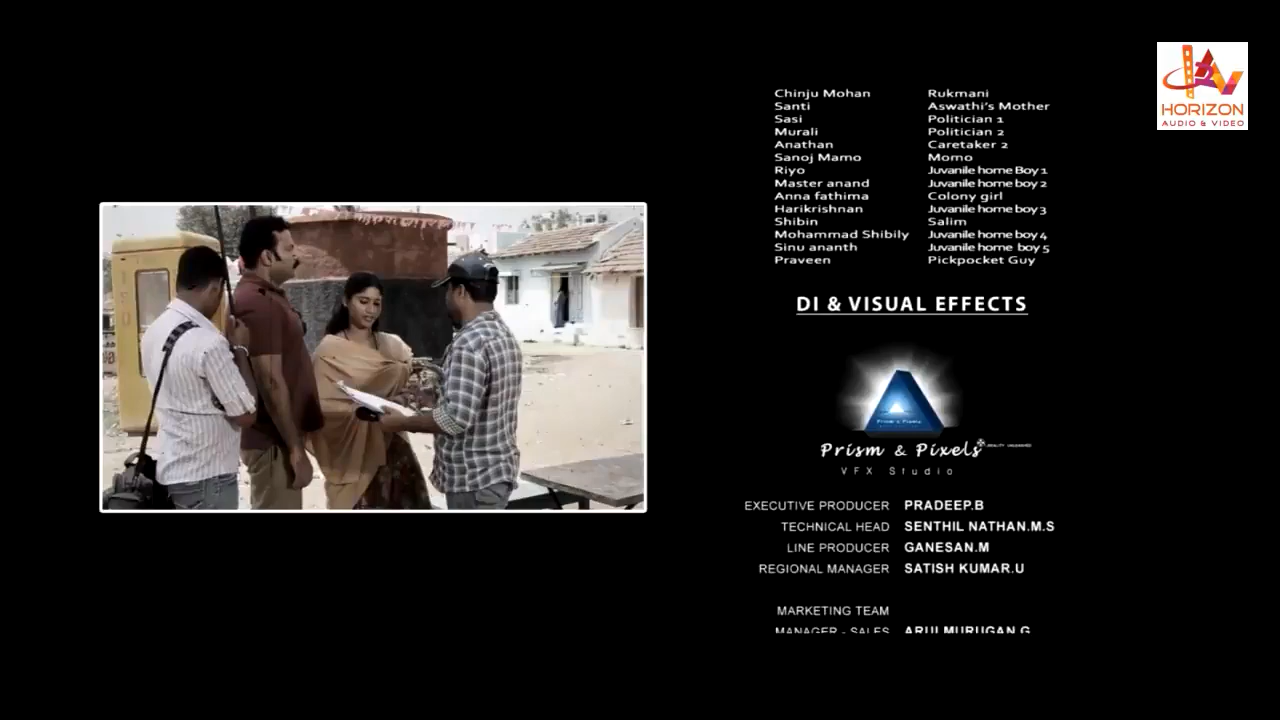 HORIZON
AUDIO & VIDEO
Chinju Mohan Rukmani
Santi Aswathi's Mother
Sasi Politician 1
Murali Politician 2
Anathan Caretaker 2
Sanoj Mamo Momo
Riyo Juvanile home Boy 1
Master anand Juvanile home boy 2
Anna fathima Colony girl
Harikrishnan Juvanile home boy 3
Shibin Salim
Mohammad Shibily Juvanile home boy 4
Sinu ananth Juvanile home boy 5
Praveen Pickpocket Guy
DI & VISUAL EFFECTS
Prism & Pixels
VFX Studio
EXECUTIVE PRODUCER PRADEEP.B
TECHNICAL HEAD SENTHIL NATHAN.M.S
LINE PRODUCER GANESAN.M
REGIONAL MANAGER SATISH KUMAR.U
MARKETING TEAM
MANAGER - SALES ARULMURUGAN.G